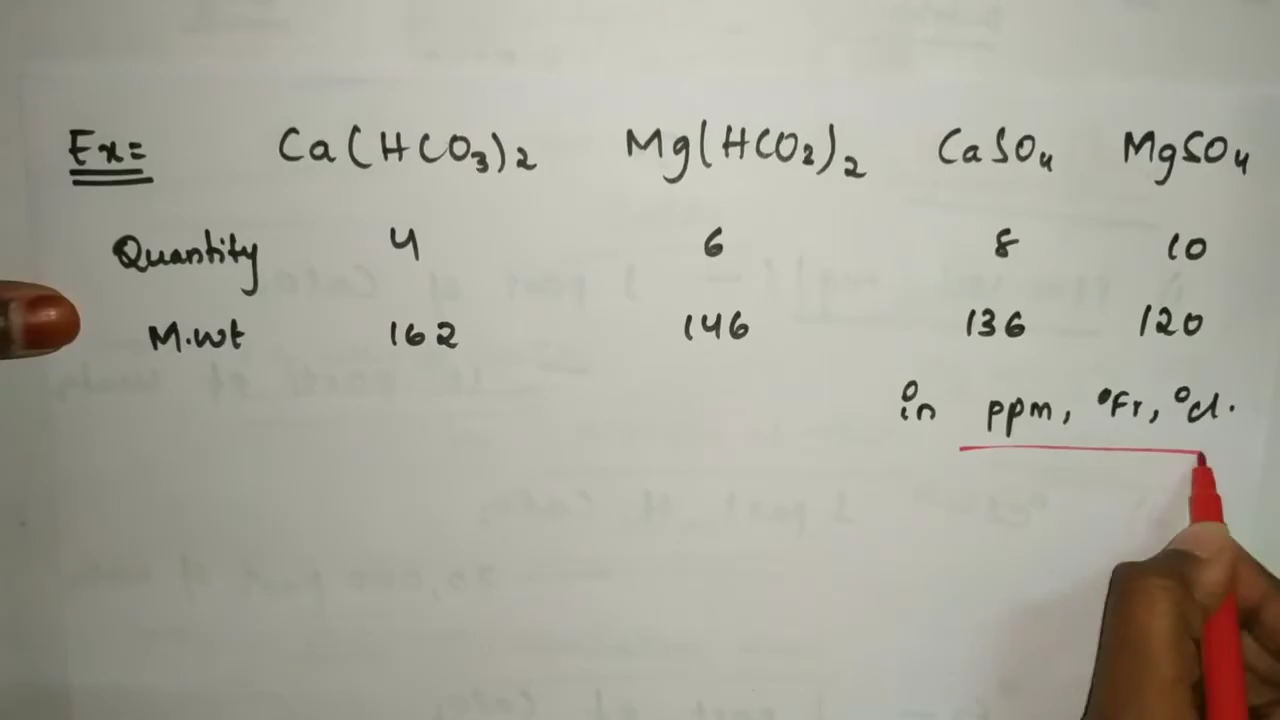 Ex= Ca(HCO3)2 Mg(HCO2)2 CaSO4 MgSO4
Quantity 4 6 8 10
M.wt 162 146 136 120
in ppm, °Fr, °Cl.